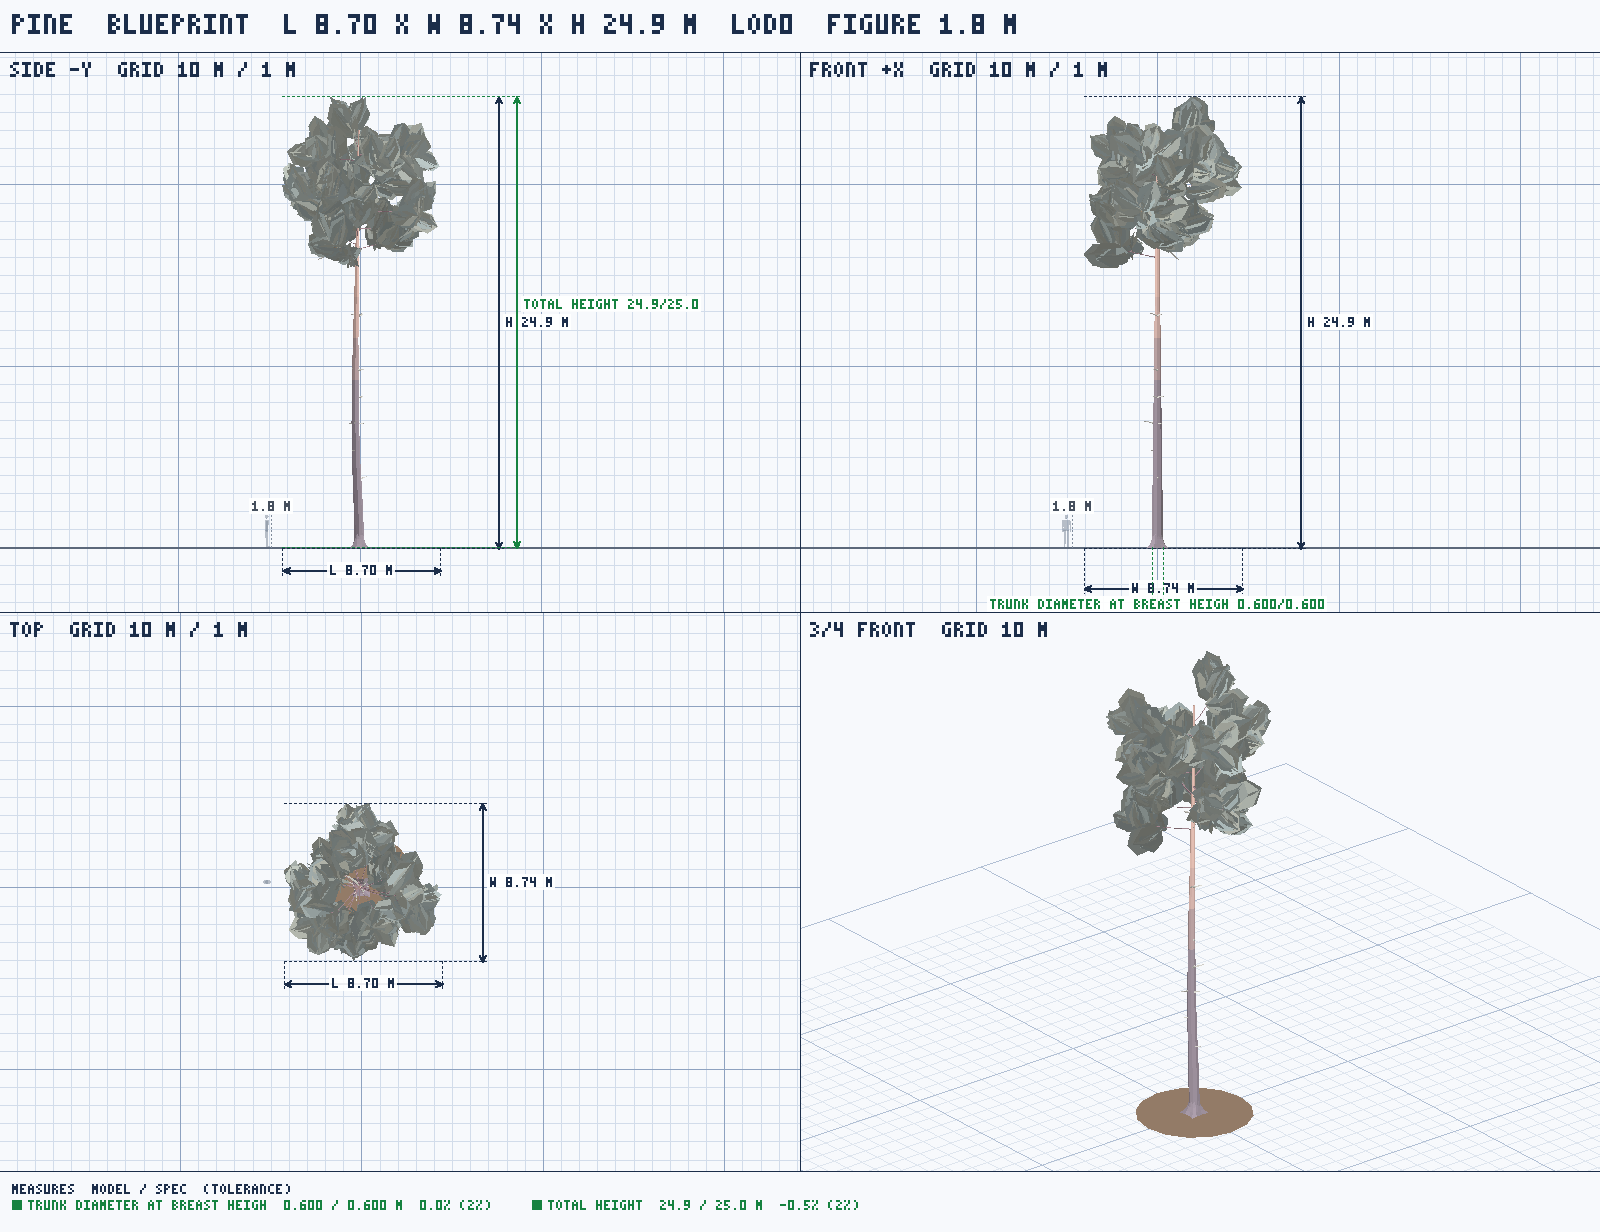 PINE BLUEPRINT L 8.70 X W 8.74 X H 24.9 M LOD0 FIGURE 1.8 M
SIDE -Y GRID 10 M / 1 M
TOTAL HEIGHT 24.9/25.0
H 24.9 M
1.8 M
L 8.70 M
FRONT +X GRID 10 M / 1 M
H 24.9 M
1.8 M
W 8.74 M
TRUNK DIAMETER AT BREAST HEIGH 0.600/0.600
TOP GRID 10 M / 1 M
W 8.74 M
L 8.70 M
3/4 FRONT GRID 10 M
MEASURES MODEL / SPEC (TOLERANCE)
TRUNK DIAMETER AT BREAST HEIGH 0.600 / 0.600 M 0.0% (2%) TOTAL HEIGHT 24.9 / 25.0 M -0.5% (2%)